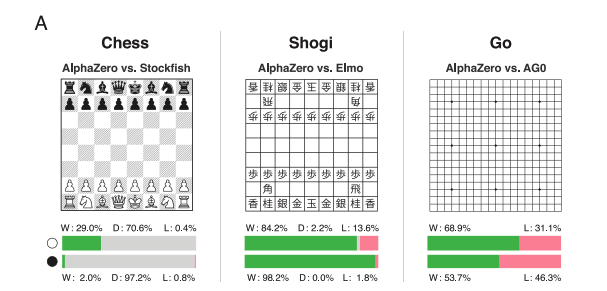 A
Chess
Shogi
Go
AlphaZero vs. Stockfish
AlphaZero vs. Elmo
AlphaZero vs. AG0
香桂銀金玉金銀桂香
飛 角
歩歩歩歩歩歩歩歩歩
歩歩歩歩歩歩歩歩歩
角 飛
香桂銀金玉金銀桂香
W: 29.0% D: 70.6% L: 0.4%
W: 84.2% D: 2.2% L: 13.6%
W: 68.9% L: 31.1%
W: 2.0% D: 97.2% L: 0.8%
W: 98.2% D: 0.0% L: 1.8%
W: 53.7% L: 46.3%